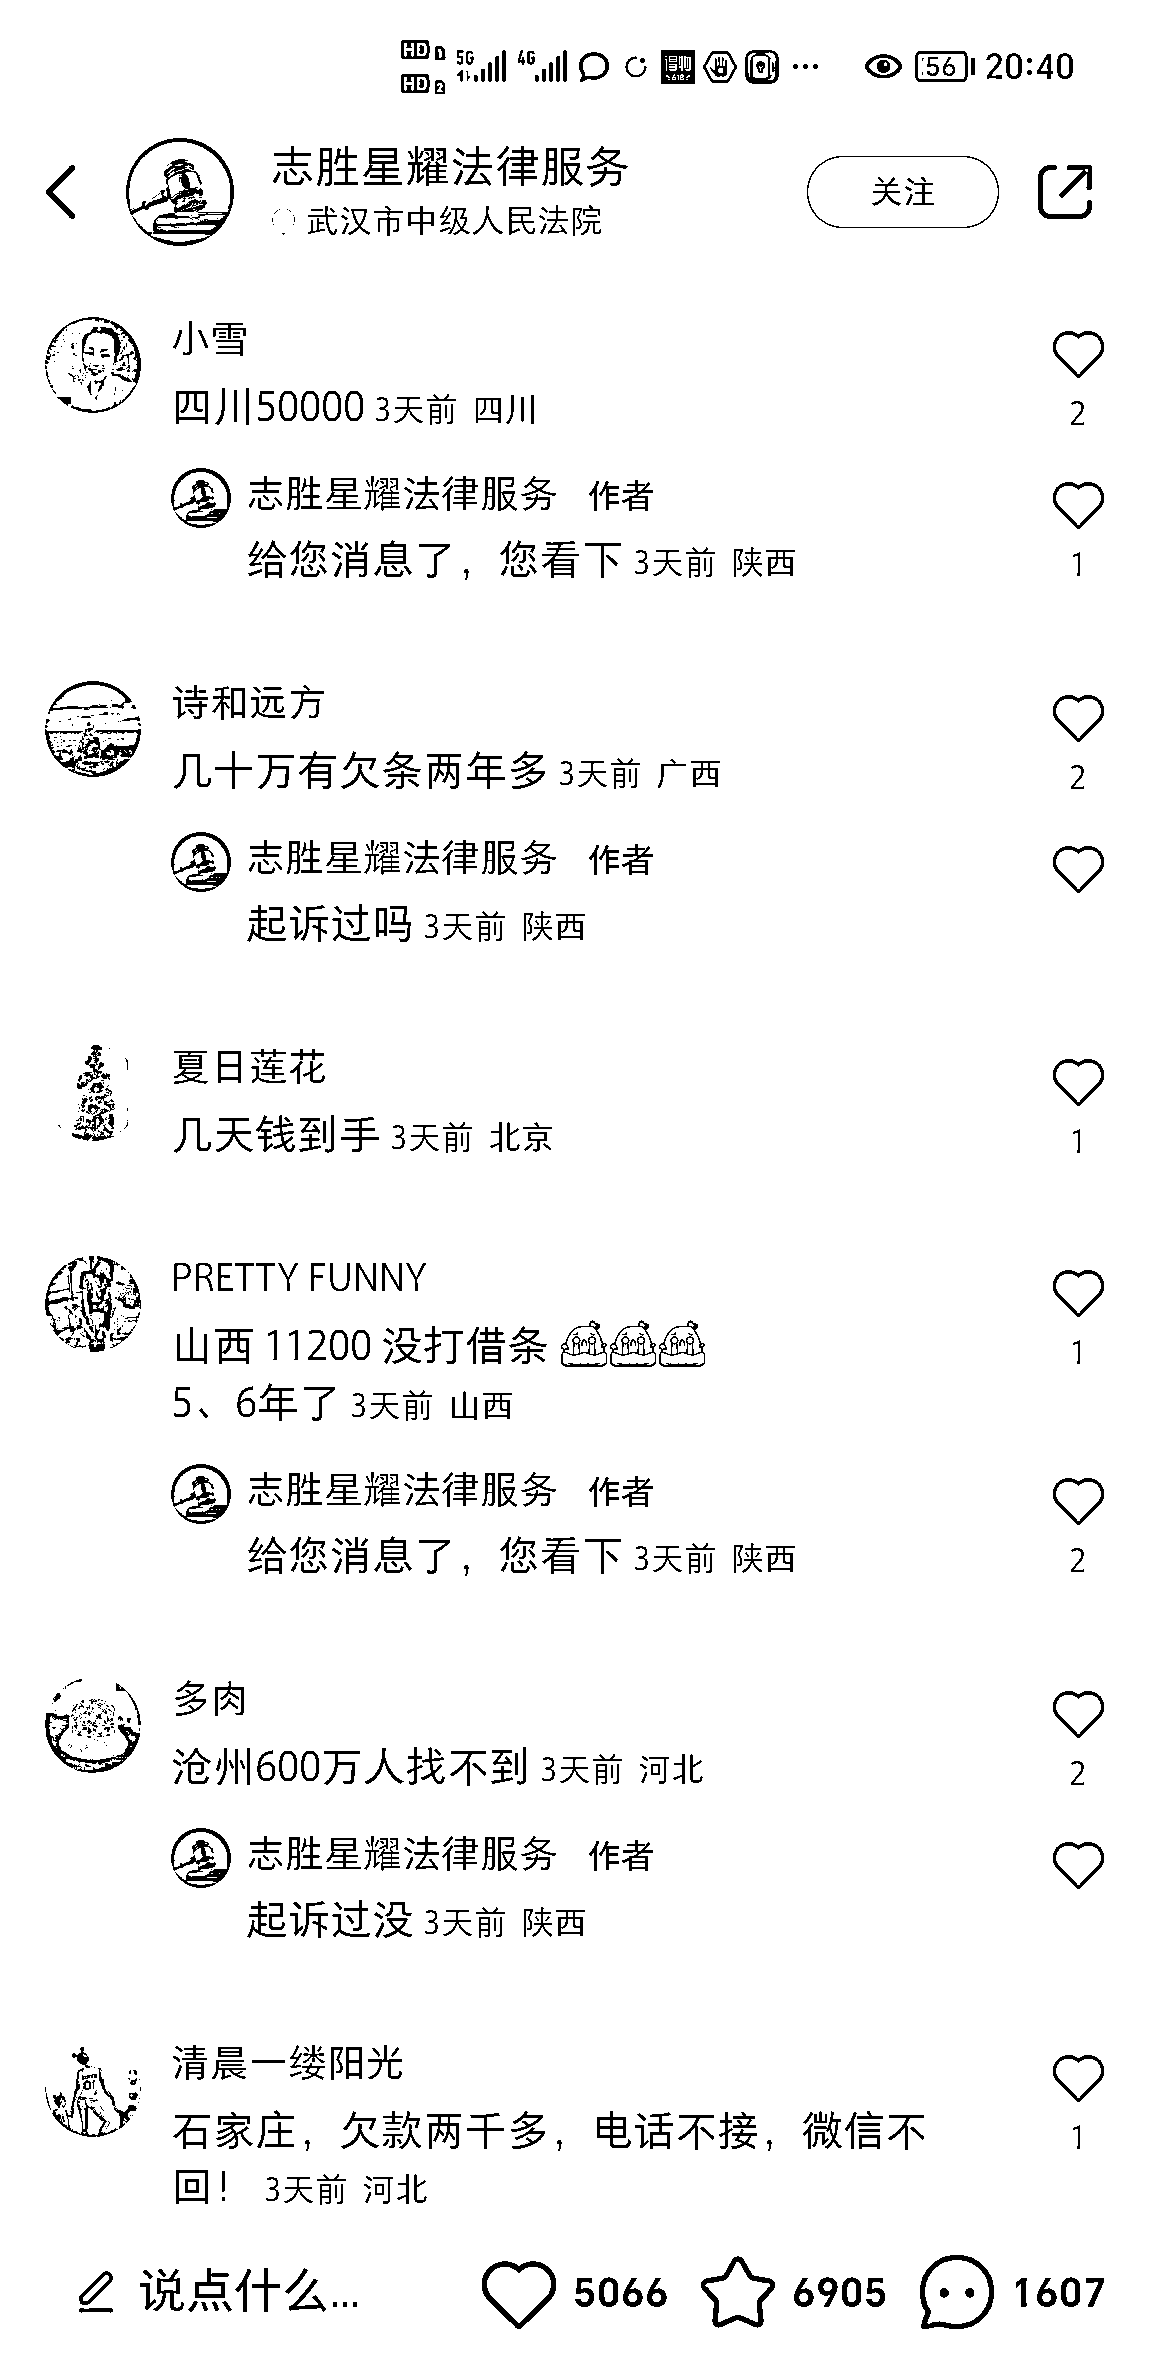 HD 1 5G 4G 56 20:40
HD 2
志胜星耀法律服务 关注
武汉市中级人民法院
小雪
四川50000 3天前 四川
2
志胜星耀法律服务 作者
给您消息了，您看下 3天前 陕西
1
诗和远方
几十万有欠条两年多 3天前 广西
2
志胜星耀法律服务 作者
起诉过吗 3天前 陕西
夏日莲花
几天钱到手 3天前 北京
1
PRETTY FUNNY
山西 11200 没打借条
1
5、6年了 3天前 山西
志胜星耀法律服务 作者
给您消息了，您看下 3天前 陕西
2
多肉
沧州600万人找不到 3天前 河北
2
志胜星耀法律服务 作者
起诉过没 3天前 陕西
清晨一缕阳光
石家庄，欠款两千多，电话不接，微信不
1
回！ 3天前 河北
说点什么... 5066 6905 1607